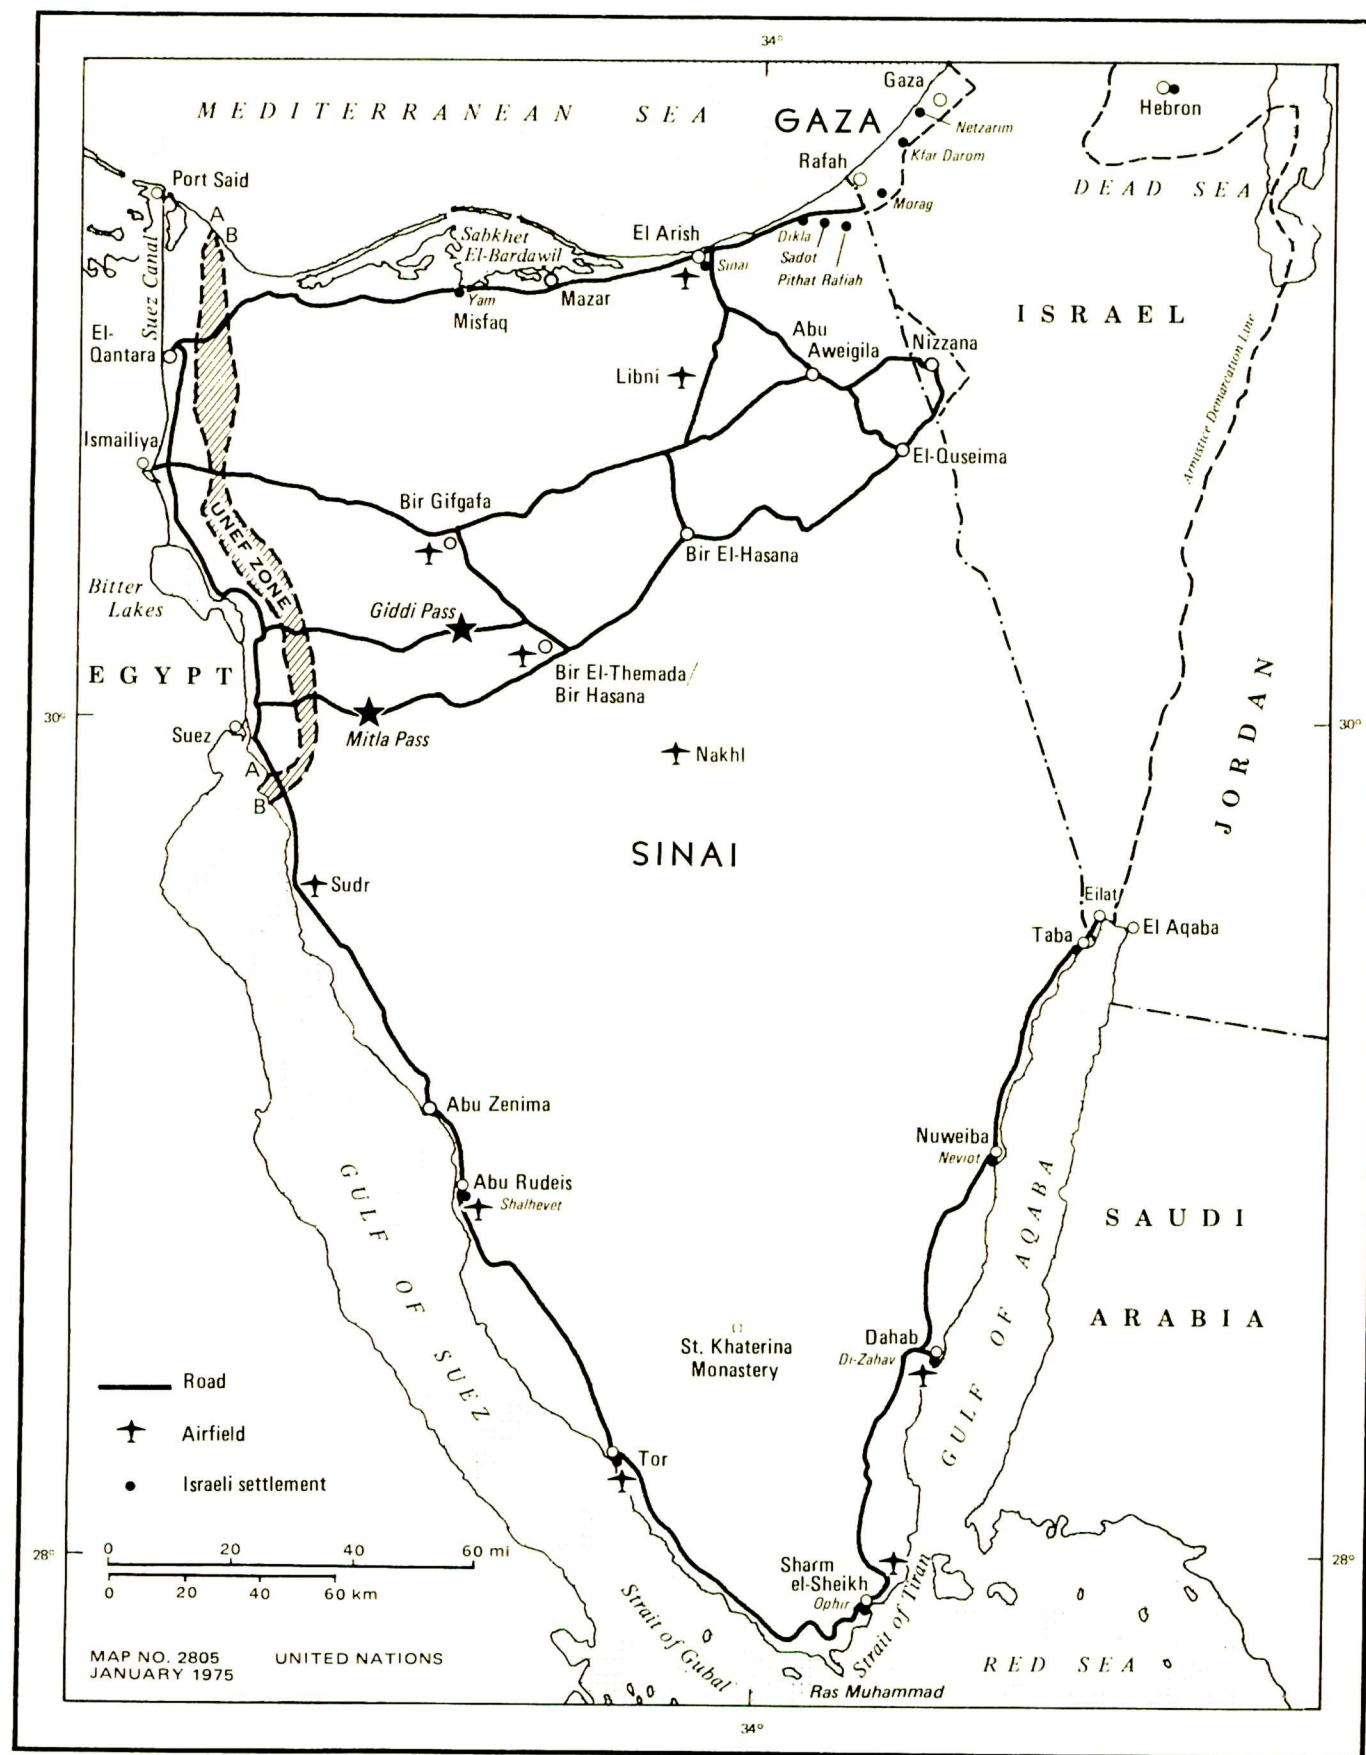 34°
MEDITERRANEAN SEA
GAZA
Gaza
Netzarim
Kfar Darom
Hebron
Rafah
Morag
DEAD SEA
Port Said
A
B
Suez Canal
Sabkhet
El-Bardawil
El Arish
Sinai
Dikla
Sadot
Pithat Rafiah
Yam
Misfaq
Mazar
ISRAEL
El-
Qantara
Abu
Aweigila
Nizzana
Libni
Armistice Demarcation Line
Ismailiya
El-Quseima
Bir Gifgafa
UNEF ZONE
Bir El-Hasana
Bitter
Lakes
Giddi Pass
EGYPT
Bir El-Themada/
Bir Hasana
30°
30°
Suez
Mitla Pass
Nakhl
JORDAN
A
B
SINAI
Sudr
Eilat
Taba
El Aqaba
Abu Zenima
Nuweiba
Neviot
Abu Rudeis
Shalhevet
GULF OF SUEZ
GULF OF AQABA
SAUDI
ARABIA
St. Khaterina
Monastery
Dahab
Di-Zahav
Road
Airfield
Israeli settlement
Tor
28°
28°
0 20 40 60 mi
0 20 40 60 km
Sharm
el-Sheikh
Ophir
Strait of Tiran
Strait of Gubal
RED SEA
MAP NO. 2805 UNITED NATIONS
JANUARY 1975
Ras Muhammad
34°